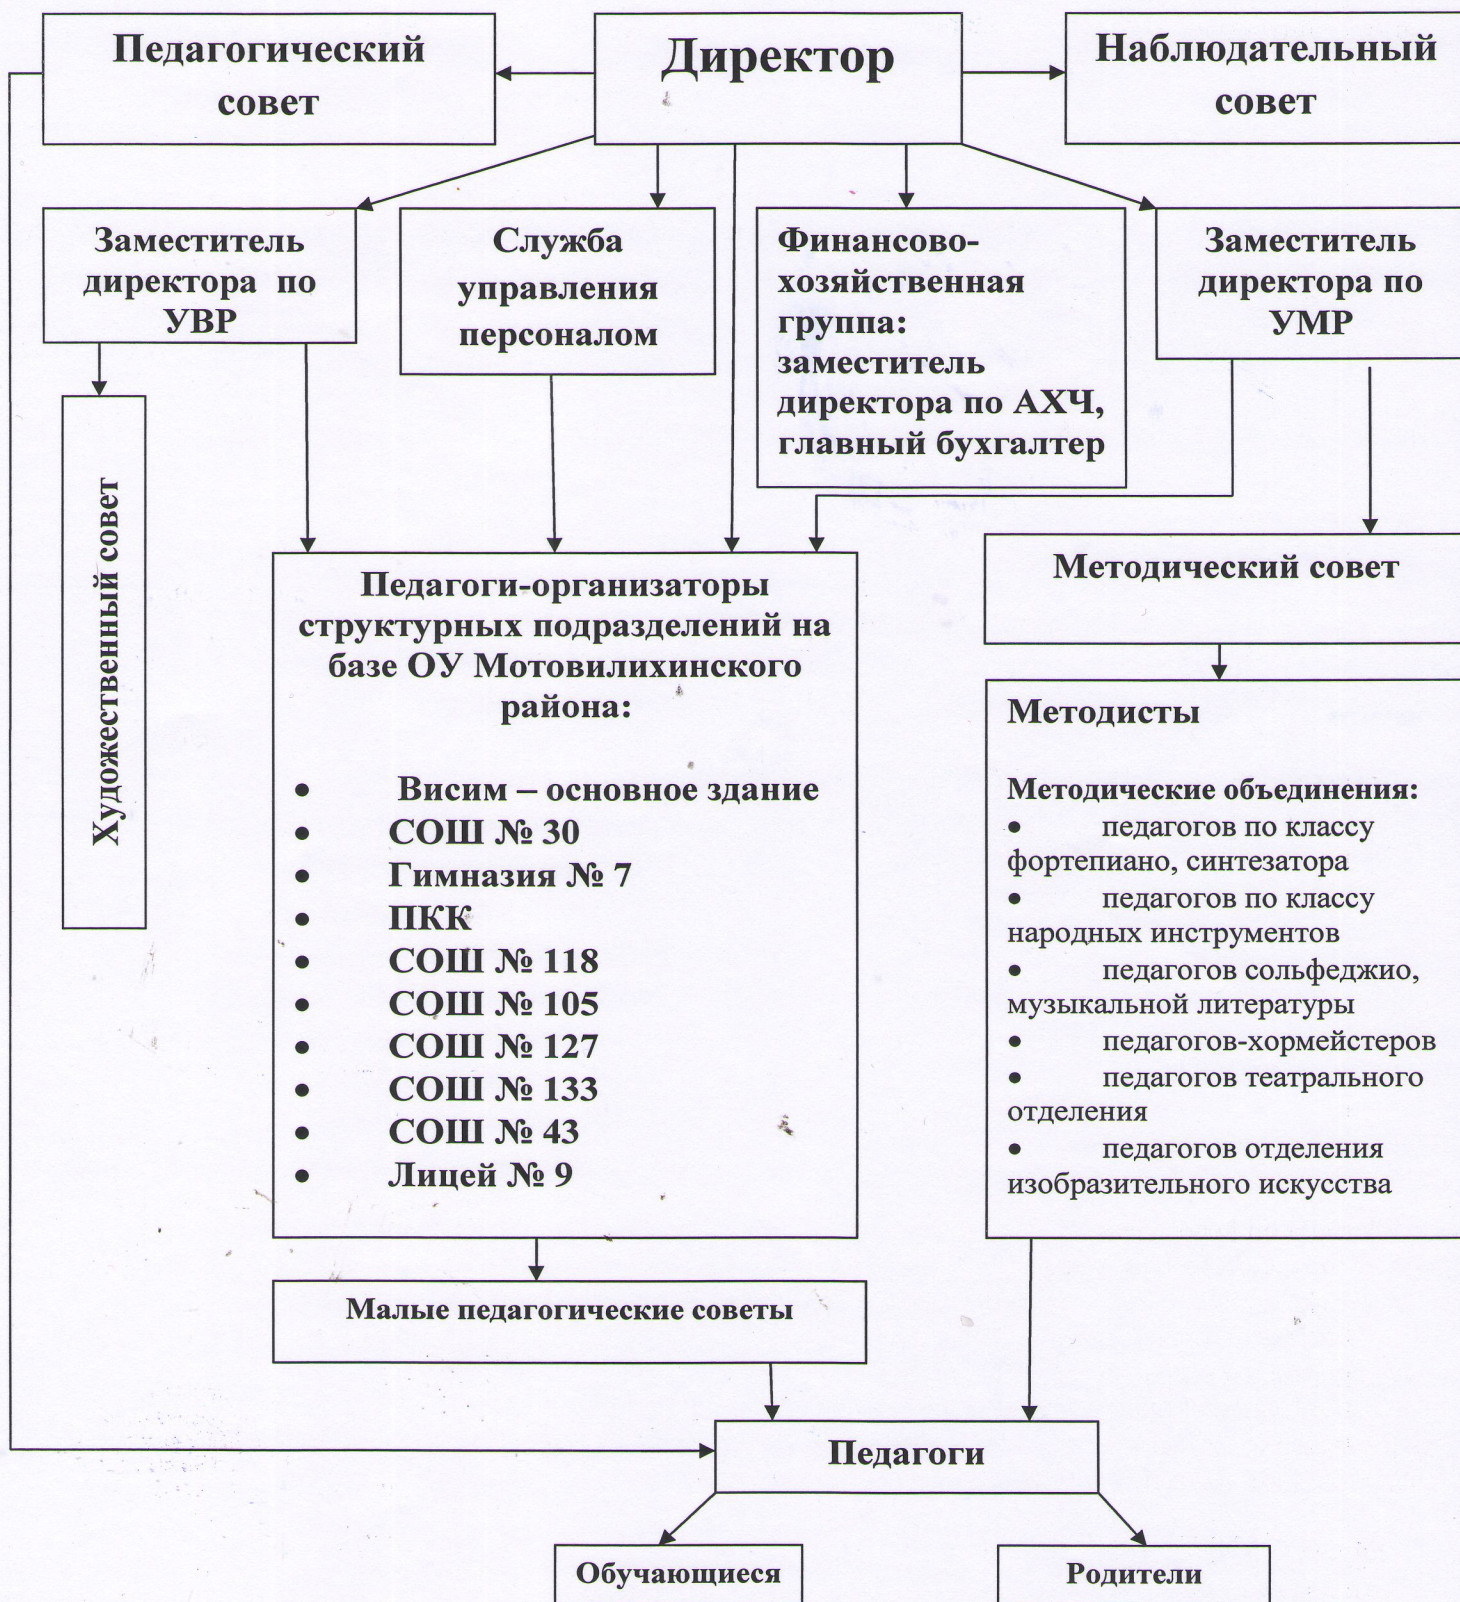 Педагогический
совет
Директор
Наблюдательный
совет
Заместитель
директора по
УВР
Служба
управления
персоналом
Финансово-
хозяйственная
группа:
заместитель
директора по АХЧ,
главный бухгалтер
Заместитель
директора по
УМР
Художественный совет
Педагоги-организаторы
структурных подразделений на
базе ОУ Мотовилихинского
района:
• Висим – основное здание
• СОШ № 30
• Гимназия № 7
• ПКК
• СОШ № 118
• СОШ № 105
• СОШ № 127
• СОШ № 133
• СОШ № 43
• Лицей № 9
Методический совет
Методисты
Методические объединения:
• педагогов по классу
фортепиано, синтезатора
• педагогов по классу
народных инструментов
• педагогов сольфеджио,
музыкальной литературы
• педагогов-хормейстеров
• педагогов театрального
отделения
• педагогов отделения
изобразительного искусства
Малые педагогические советы
Педагоги
Обучающиеся
Родители